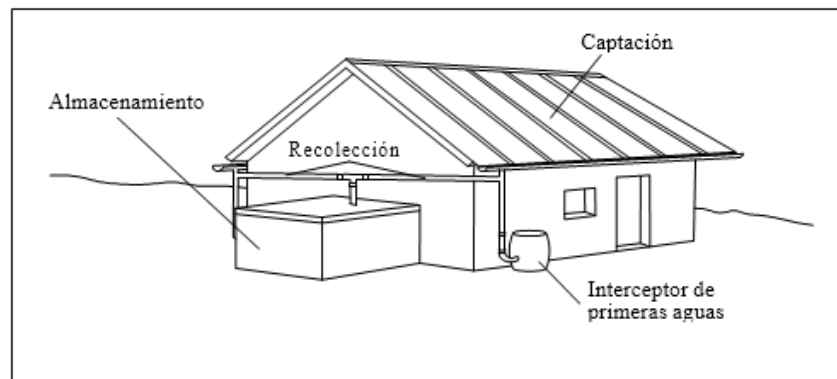 Captación
Almacenamiento
Recolección
Interceptor de
primeras aguas